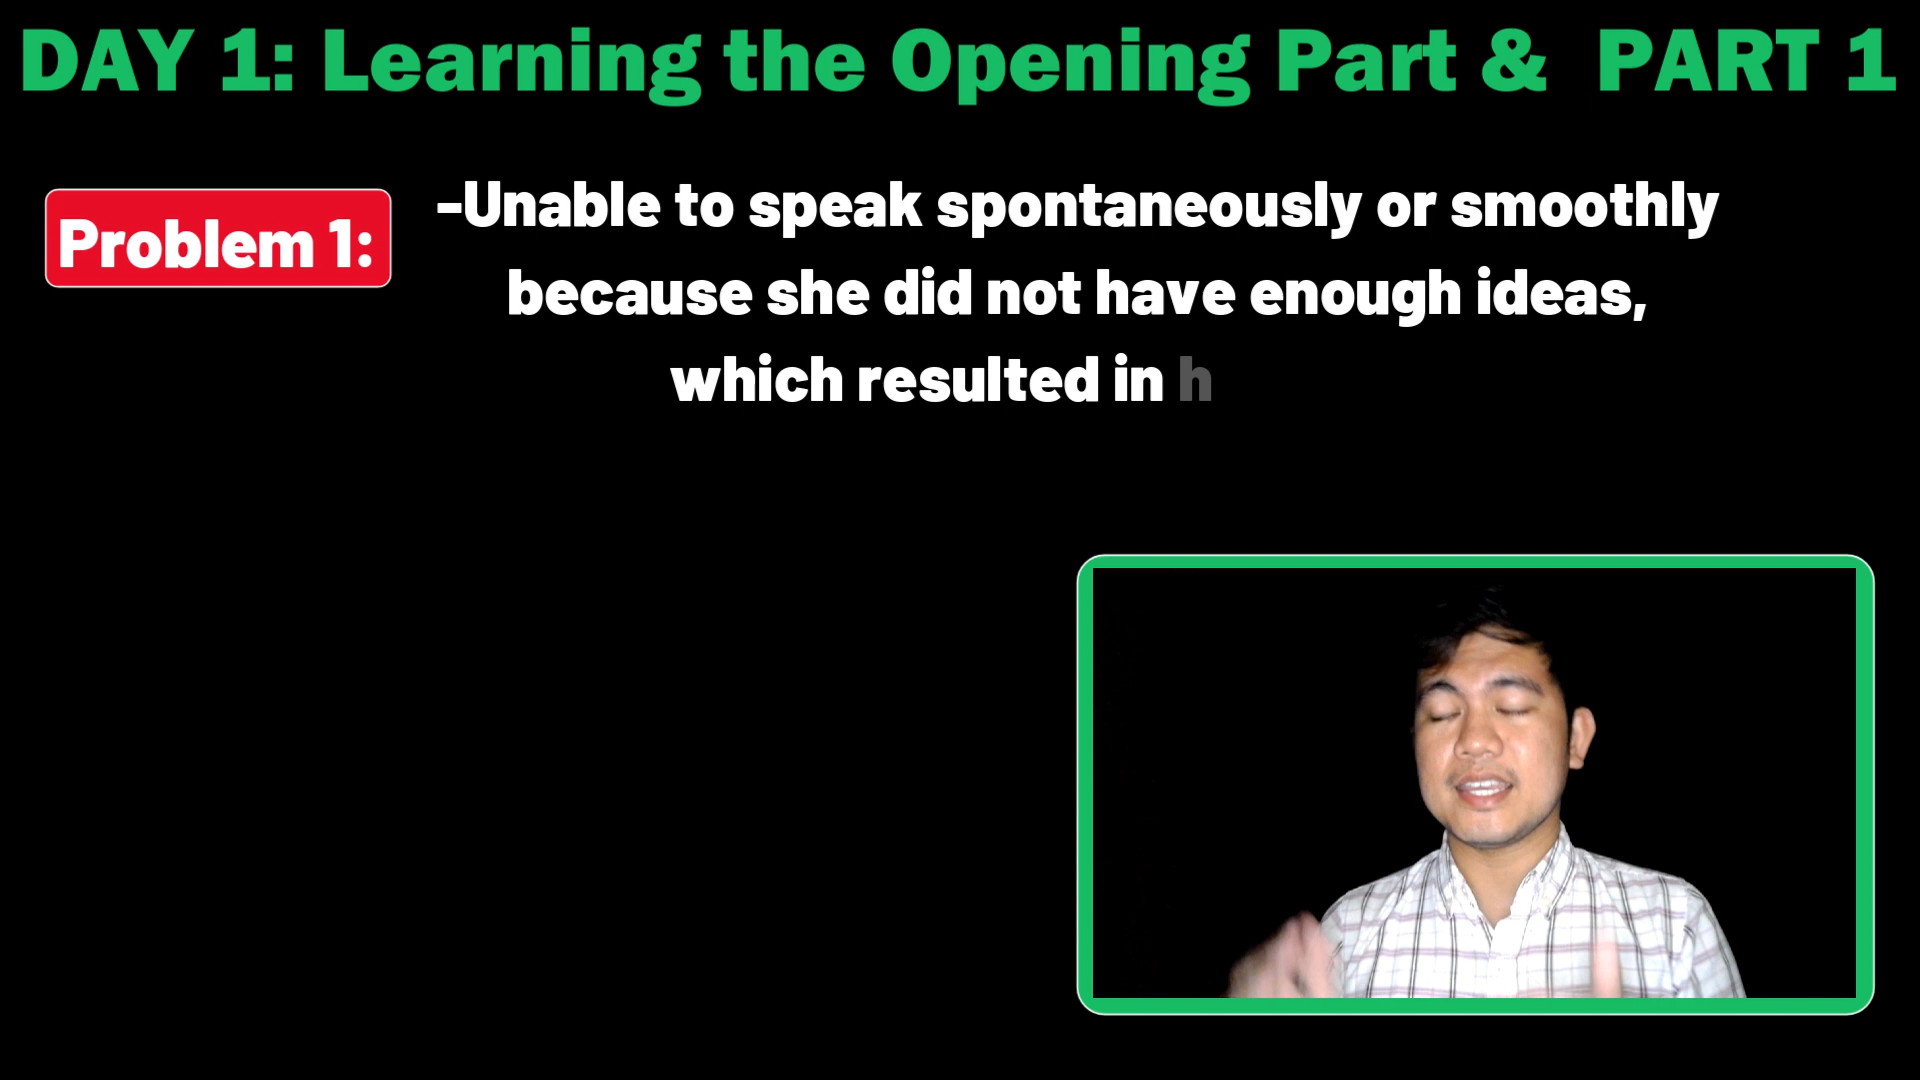 DAY 1: Learning the Opening Part & PART 1
Problem 1:
-Unable to speak spontaneously or smoothly
because she did not have enough ideas,
which resulted in h